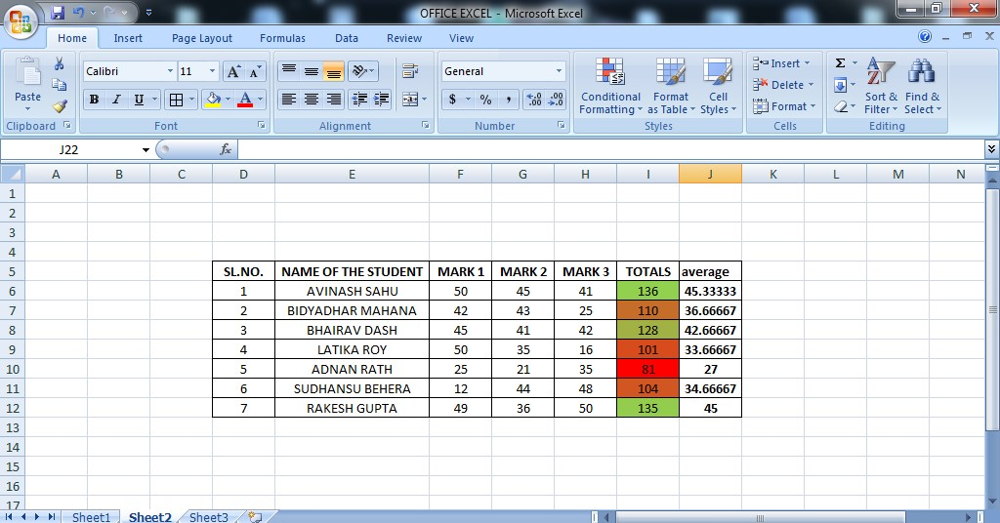 OFFICE EXCEL - Microsoft Excel
Home Insert Page Layout Formulas Data Review View
Calibri 11 A A General Σ Insert
Paste Conditional Format Cell Delete Sort & Find &
B I U A $ % , .0 .00 .00 .0 Formatting as Table Styles Format Filter Select
Clipboard Font Alignment Number Styles Cells Editing
J22 fx
A B C D E F G H I J K L M N
1
2
3
4
5 SL.NO. NAME OF THE STUDENT MARK 1 MARK 2 MARK 3 TOTALS average
6 1 AVINASH SAHU 50 45 41 136 45.33333
7 2 BIDYADHAR MAHANA 42 43 25 110 36.66667
8 3 BHAIRAV DASH 45 41 42 128 42.66667
9 4 LATIKA ROY 50 35 16 101 33.66667
10 5 ADNAN RATH 25 21 35 81 27
11 6 SUDHANSU BEHERA 12 44 48 104 34.66667
12 7 RAKESH GUPTA 49 36 50 135 45
13
14
15
16
17
Sheet1 Sheet2 Sheet3